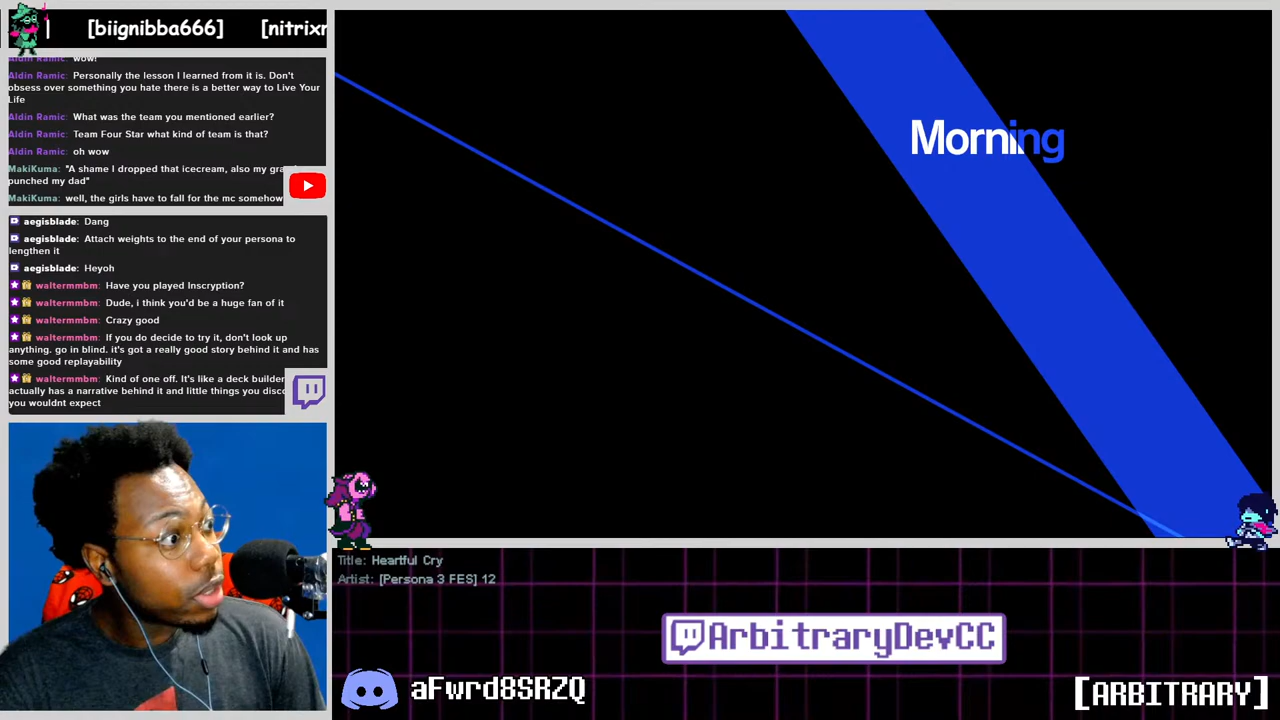 [biignibba666] [nitrixr
Aldin Ramic: wow!
Aldin Ramic: Personally the lesson I learned from it is. Don't
obsess over something you hate there is a better way to Live Your
Life
Aldin Ramic: What was the team you mentioned earlier?
Aldin Ramic: Team Four Star what kind of team is that?
Aldin Ramic: oh wow
MakiKuma: "A shame I dropped that icecream, also my gra
punched my dad"
MakiKuma: well, the girls have to fall for the mc somehow
aegisblade: Dang
aegisblade: Attach weights to the end of your persona to
lengthen it
aegisblade: Heyoh
waltermmbm: Have you played Inscryption?
waltermmbm: Dude, i think you'd be a huge fan of it
waltermmbm: Crazy good
waltermmbm: If you do decide to try it, don't look up
anything. go in blind. it's got a really good story behind it and has
some good replayability
waltermmbm: Kind of one off. It's like a deck builder
actually has a narrative behind it and little things you disc
you wouldnt expect
Morning
Title: Heartful Cry
Artist: [Persona 3 FES] 12
ArbitraryDevCC
aFwrd8SRZQ
[ARBITRARY]